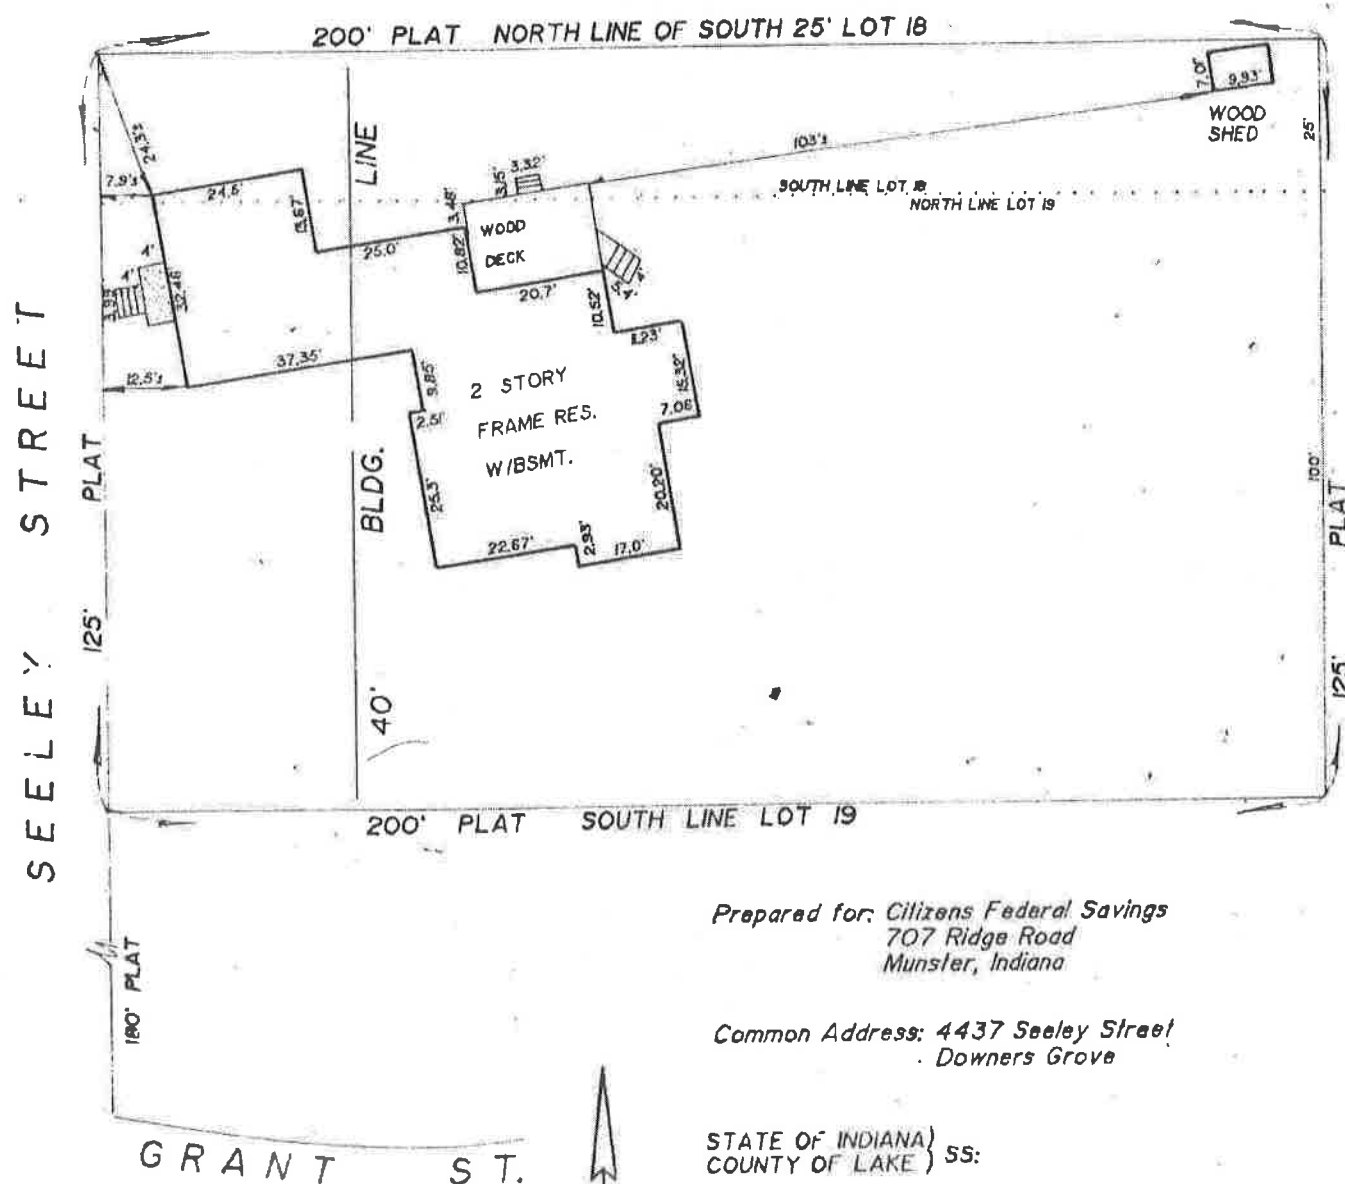 200' PLAT NORTH LINE OF SOUTH 25' LOT 18
7.01'
9.93'
WOOD
SHED
25'
24.3'±
7.9'±
24.6'
13.67'
LINE
3.48'
3.15'
3.32'
103'±
SOUTH LINE LOT 18
NORTH LINE LOT 19
WOOD
DECK
10.82'
25.0'
20.7'
4'
4'
3.95'
32.46'
5'
4'
4'
10.52'
15.32'
12.5'±
37.35'
9.85'
2.51'
7.06'
2 STORY
FRAME RES.
W/BSMT.
25.3'
20.20'
22.67'
2.93'
17.0'
SEELEY STREET
125' PLAT
40' BLDG.
100'
125' PLAT
200' PLAT SOUTH LINE LOT 19
180' PLAT
GRANT ST.
Prepared for: Citizens Federal Savings
707 Ridge Road
Munster, Indiana
Common Address: 4437 Seeley Street
Downers Grove
STATE OF INDIANA)
COUNTY OF LAKE ) SS: